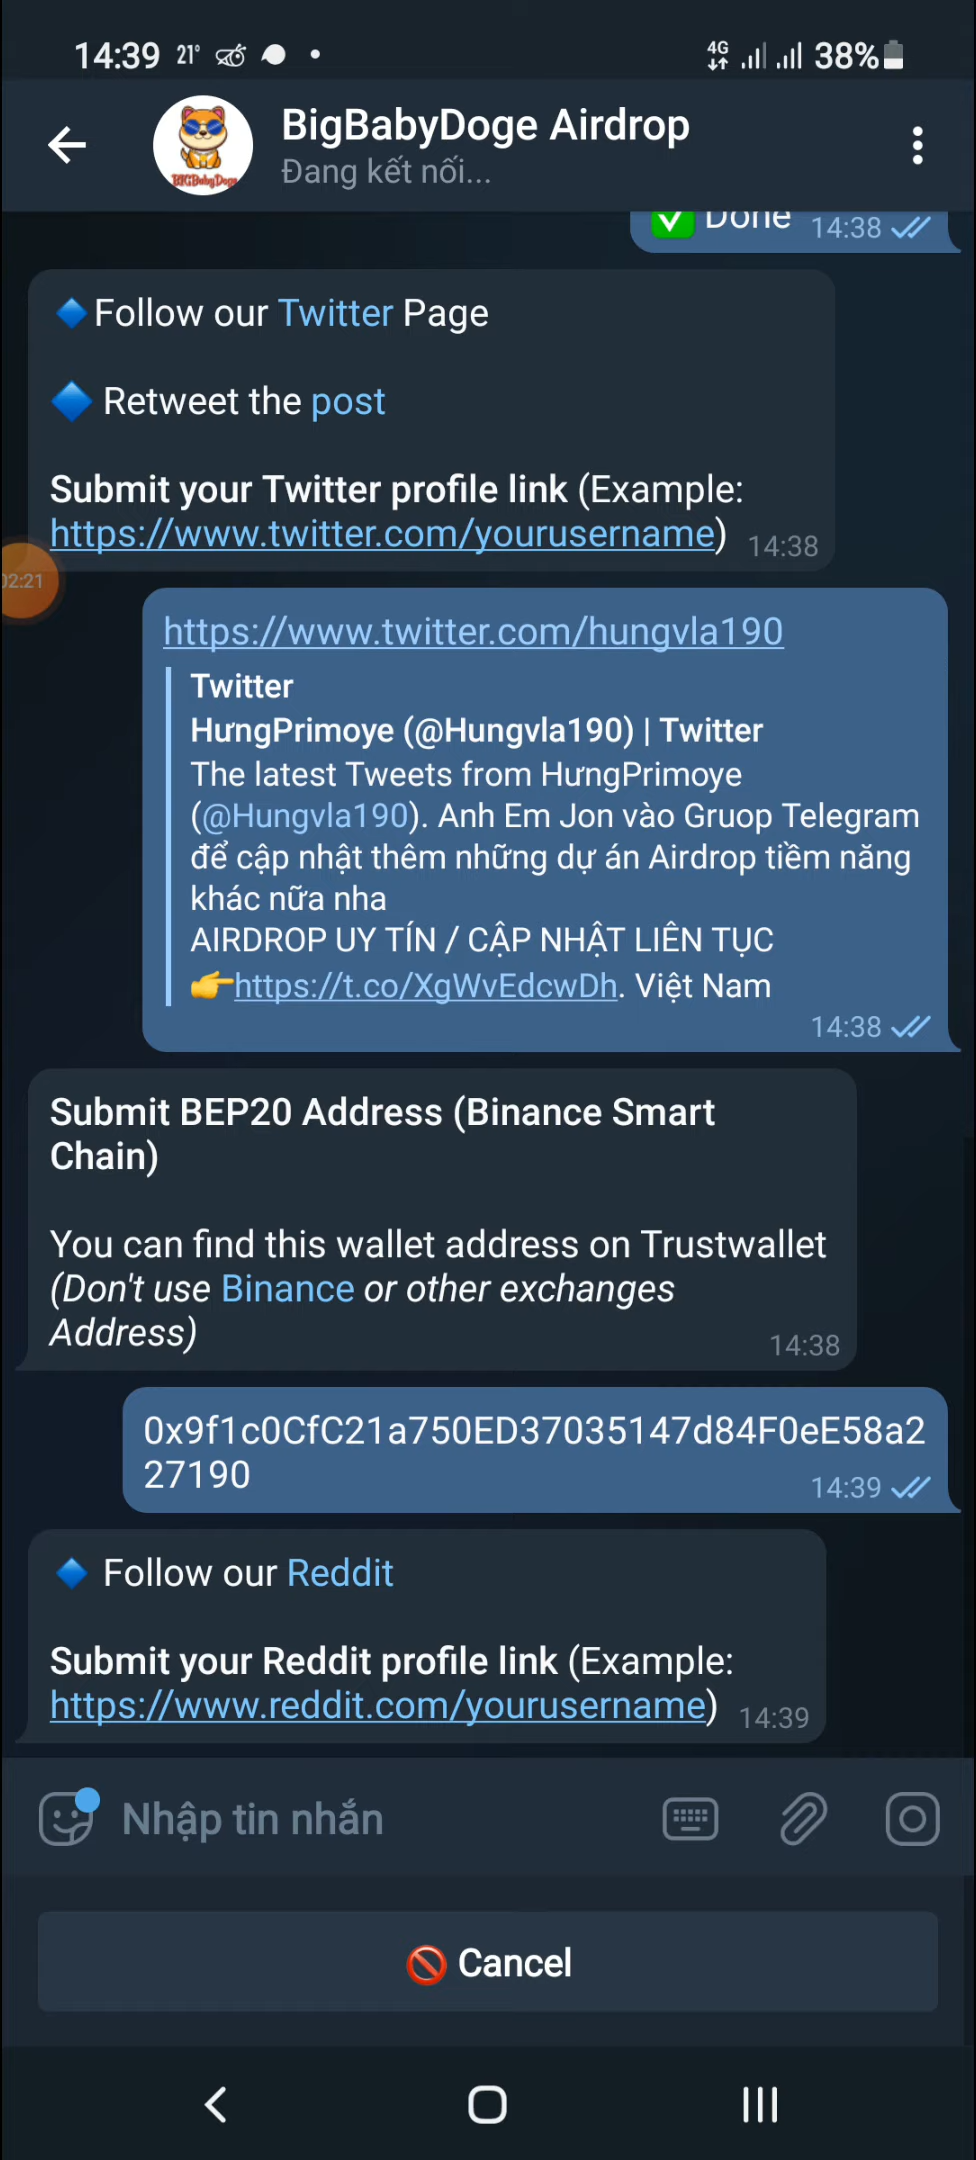 14:39 21° 4G 38%
BigBabyDoge Airdrop
BIGBabyDoge
Đang kết nối...
Done 14:38
Follow our Twitter Page
Retweet the post
Submit your Twitter profile link (Example:
https://www.twitter.com/yourusername) 14:38
02:21
https://www.twitter.com/hungvla190
Twitter
HưngPrimoye (@Hungvla190) | Twitter
The latest Tweets from HưngPrimoye
(@Hungvla190). Anh Em Jon vào Gruop Telegram
để cập nhật thêm những dự án Airdrop tiềm năng
khác nữa nha
AIRDROP UY TÍN / CẬP NHẬT LIÊN TỤC
👉https://t.co/XgWvEdcwDh. Việt Nam
14:38
Submit BEP20 Address (Binance Smart
Chain)
You can find this wallet address on Trustwallet
(Don't use Binance or other exchanges
Address)
14:38
0x9f1c0CfC21a750ED37035147d84F0eE58a2
27190
14:39
Follow our Reddit
Submit your Reddit profile link (Example:
https://www.reddit.com/yourusername) 14:39
Nhập tin nhắn
Cancel